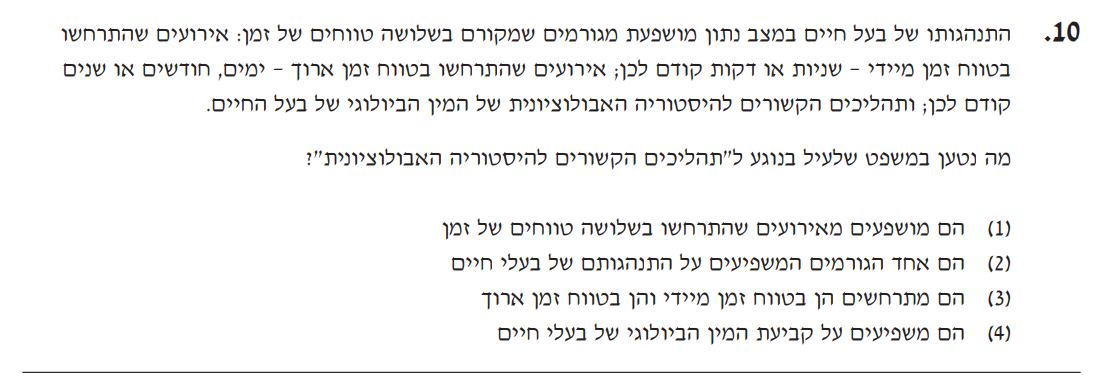 10. התנהגותו של בעל חיים במצב נתון מושפעת מגורמים שמקורם בשלושה טווחים של זמן: אירועים שהתרחשו
בטווח זמן מיידי – שניות או דקות קודם לכן; אירועים שהתרחשו בטווח זמן ארוך – ימים, חודשים או שנים
קודם לכן; ותהליכים הקשורים להיסטוריה האבולוציונית של המין הביולוגי של בעל החיים.
מה נטען במשפט שלעיל בנוגע ל"תהליכים הקשורים להיסטוריה האבולוציונית"?
(1) הם מושפעים מאירועים שהתרחשו בשלושה טווחים של זמן
(2) הם אחד הגורמים המשפיעים על התנהגותם של בעלי חיים
(3) הם מתרחשים הן בטווח זמן מיידי והן בטווח זמן ארוך
(4) הם משפיעים על קביעת המין הביולוגי של בעלי חיים